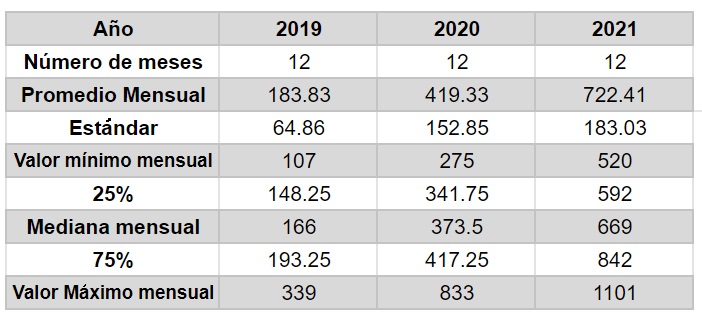 Año 2019 2020 2021
Número de meses 12 12 12
Promedio Mensual 183.83 419.33 722.41
Estándar 64.86 152.85 183.03
Valor mínimo mensual 107 275 520
25% 148.25 341.75 592
Mediana mensual 166 373.5 669
75% 193.25 417.25 842
Valor Máximo mensual 339 833 1101